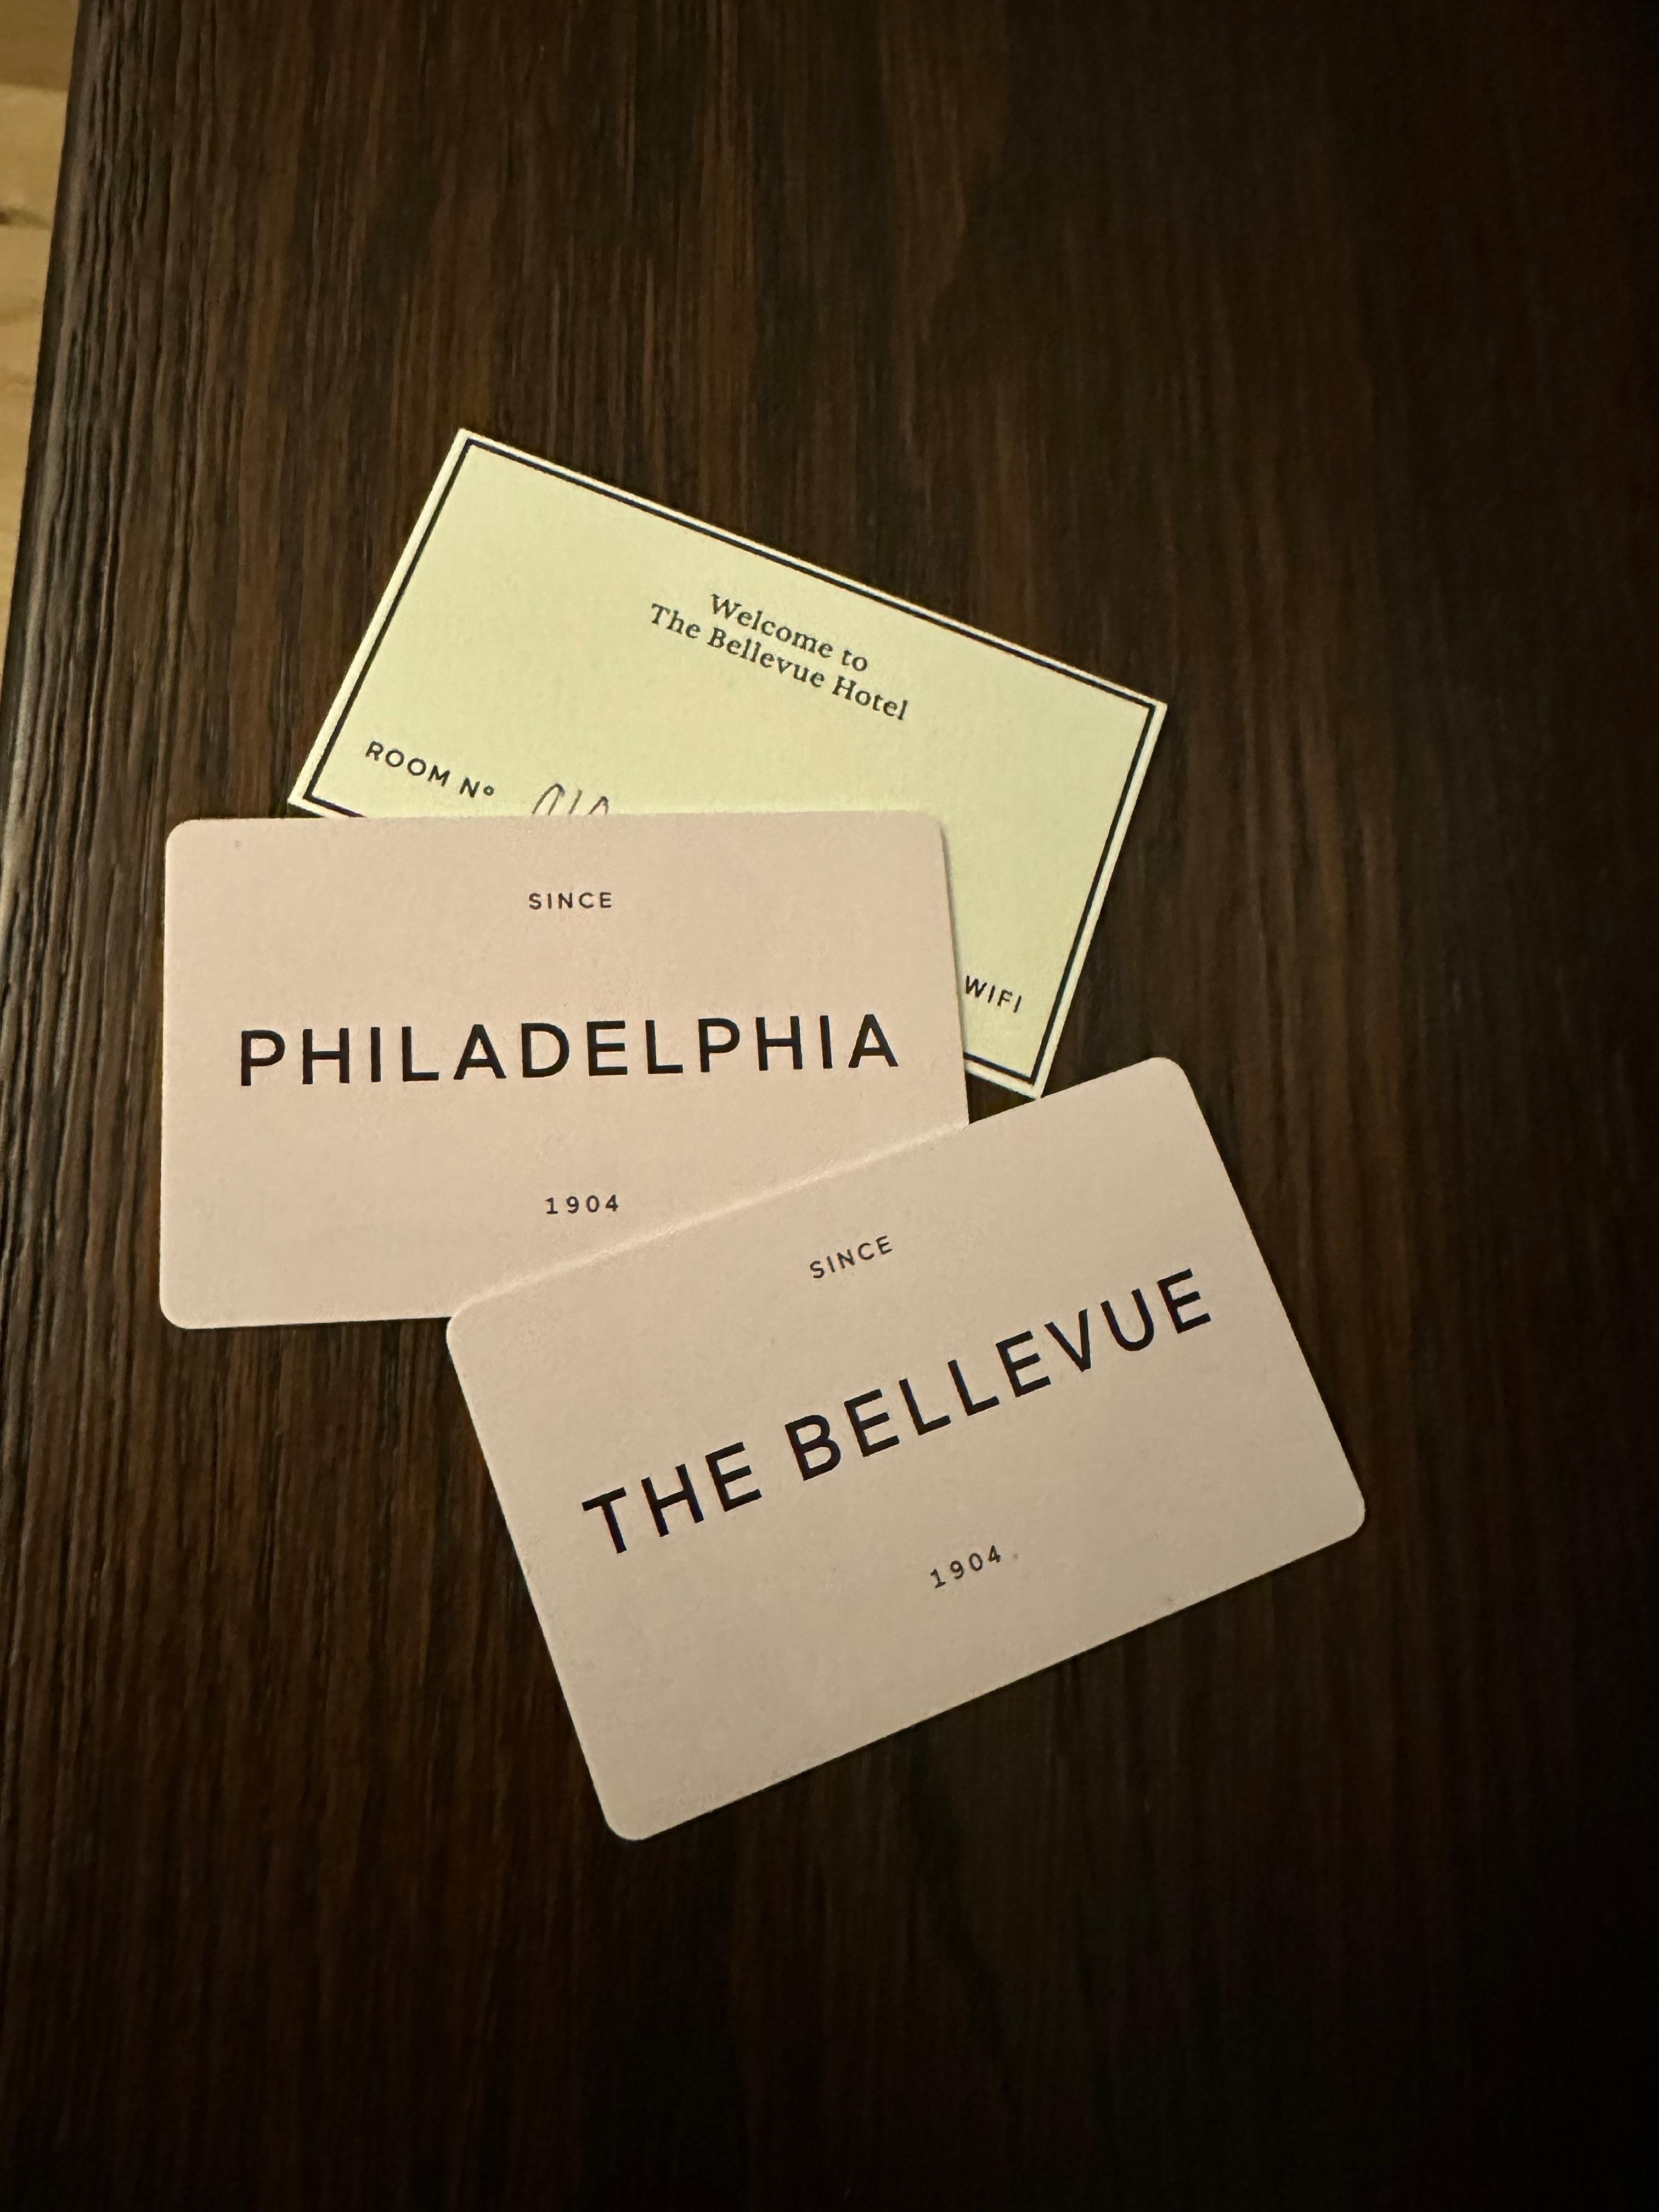 Welcome to
The Bellevue Hotel
ROOM Nº
WIFI
SINCE
PHILADELPHIA
1904
SINCE
THE BELLEVUE
1904